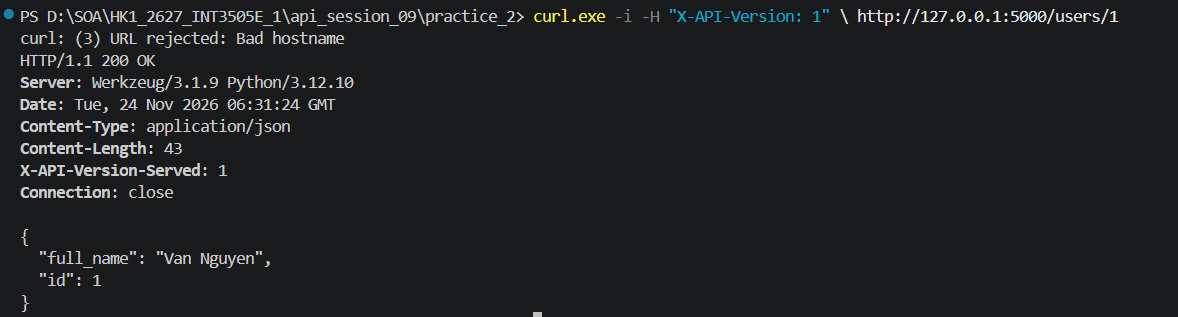 PS D:\SOA\HK1_2627_INT3505E_1\api_session_09\practice_2> curl.exe -i -H "X-API-Version: 1" \ http://127.0.0.1:5000/users/1
curl: (3) URL rejected: Bad hostname
HTTP/1.1 200 OK
Server: Werkzeug/3.1.9 Python/3.12.10
Date: Tue, 24 Nov 2026 06:31:24 GMT
Content-Type: application/json
Content-Length: 43
X-API-Version-Served: 1
Connection: close

{
  "full_name": "Van Nguyen",
  "id": 1
}